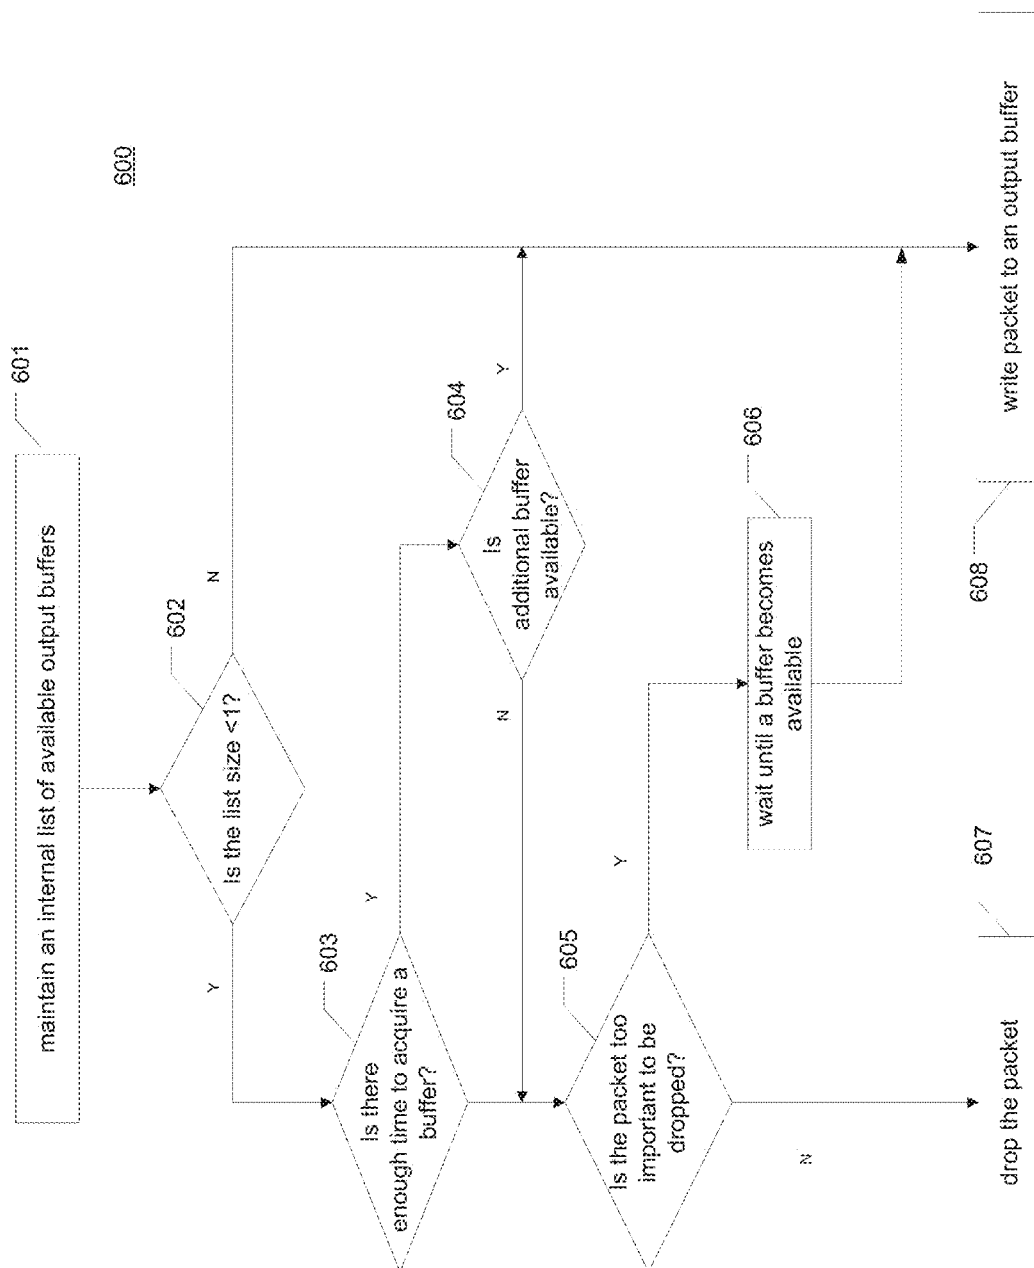 600
601
maintain an internal list of available output buffers
602
Is the list size <1?
Y
N
603
Is there
enough time to acquire a
buffer?
Y
604
Is
additional buffer
available?
Y
N
605
Is the packet too
important to be
dropped?
Y
N
606
wait until a buffer becomes
available
607
drop the packet
608
write packet to an output buffer